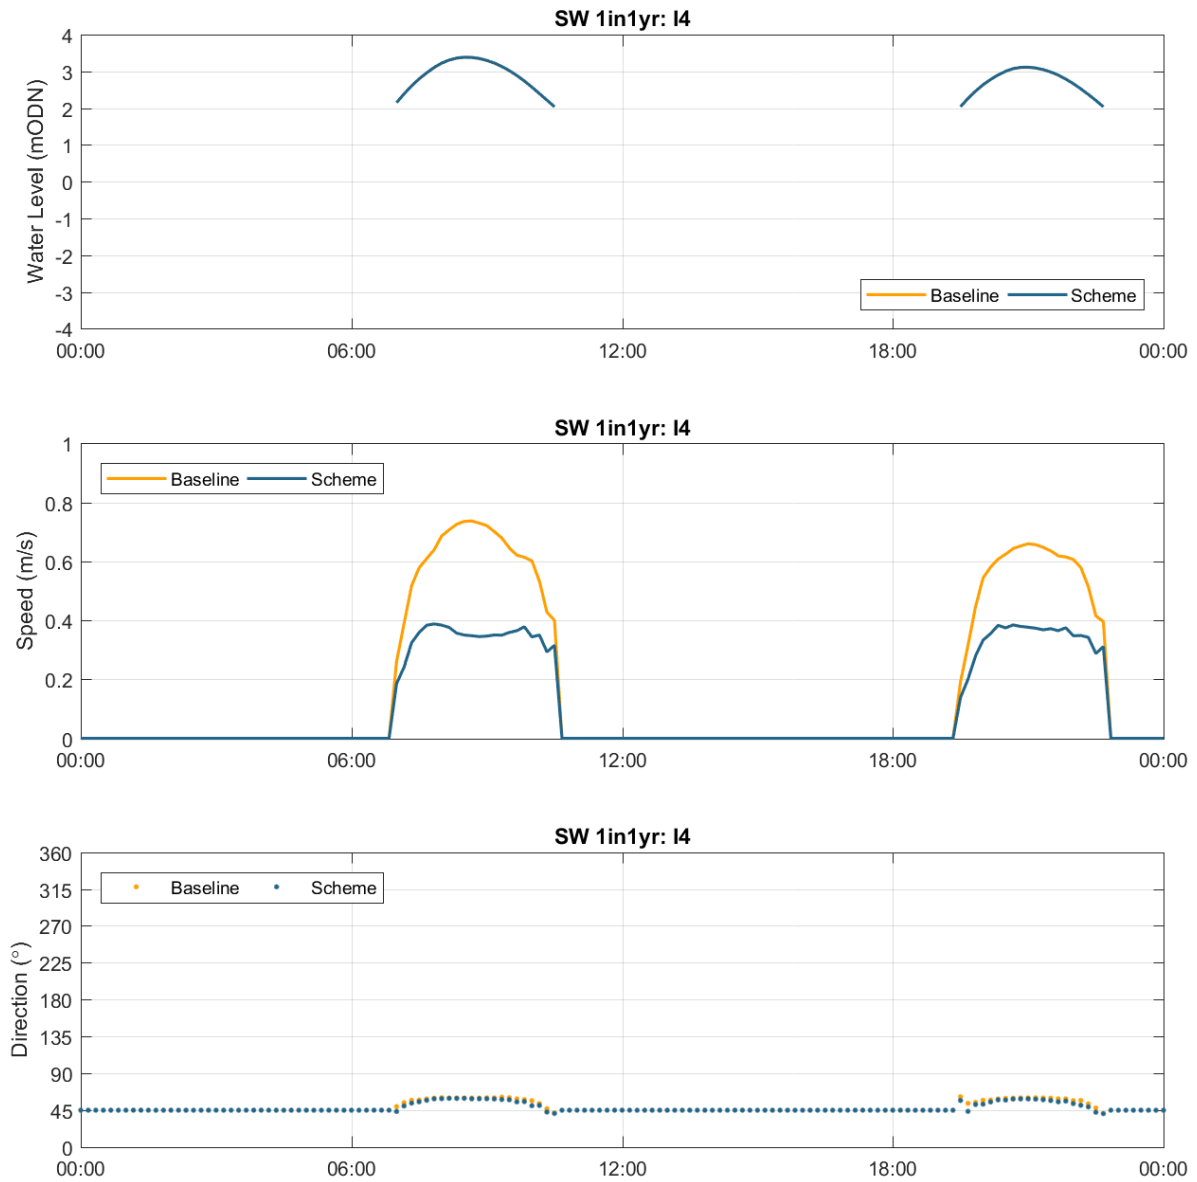 SW 1in1yr: I4
4
3
2
1
0
-1
-2
-3
-4
Water Level (mODN)
Baseline Scheme
00:00 06:00 12:00 18:00 00:00
SW 1in1yr: I4
1
0.8
0.6
0.4
0.2
0
Speed (m/s)
Baseline Scheme
00:00 06:00 12:00 18:00 00:00
SW 1in1yr: I4
360
315
270
225
180
135
90
45
0
Direction (°)
Baseline Scheme
00:00 06:00 12:00 18:00 00:00